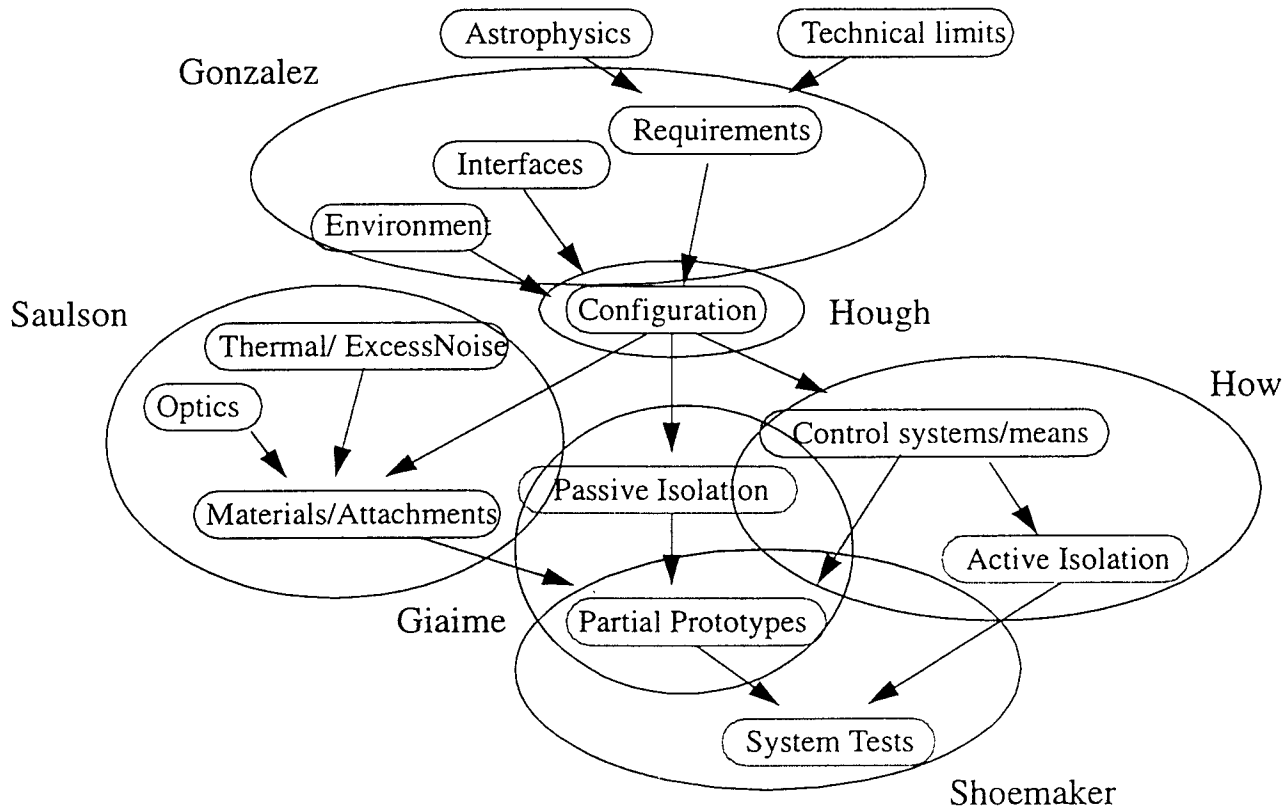 Astrophysics
Technical limits
Gonzalez
Requirements
Interfaces
Environment
Saulson
Configuration
Hough
Thermal/ ExcessNoise
How
Optics
Control systems/means
Passive Isolation
Materials/Attachments
Active Isolation
Giaime
Partial Prototypes
System Tests
Shoemaker